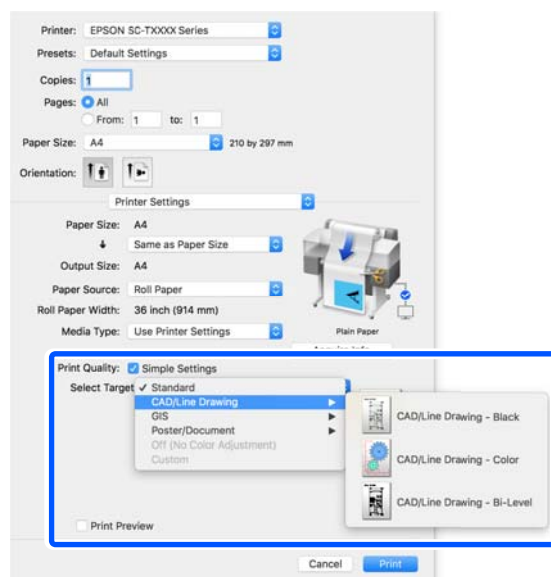 Printer: EPSON SC-TXXXX Series
Presets: Default Settings
Copies: 1
Pages: All
From: 1 to: 1
Paper Size: A4 210 by 297 mm
Orientation:
Printer Settings
Paper Size: A4
Same as Paper Size
Output Size: A4
Paper Source: Roll Paper
Roll Paper Width: 36 inch (914 mm)
Media Type: Use Printer Settings
Plain Paper
Print Quality: Simple Settings
Select Target ✓ Standard
CAD/Line Drawing
GIS
Poster/Document
Off (No Color Adjustment)
Custom
CAD/Line Drawing - Black
CAD/Line Drawing - Color
CAD/Line Drawing - Bi-Level
Print Preview
Cancel Print